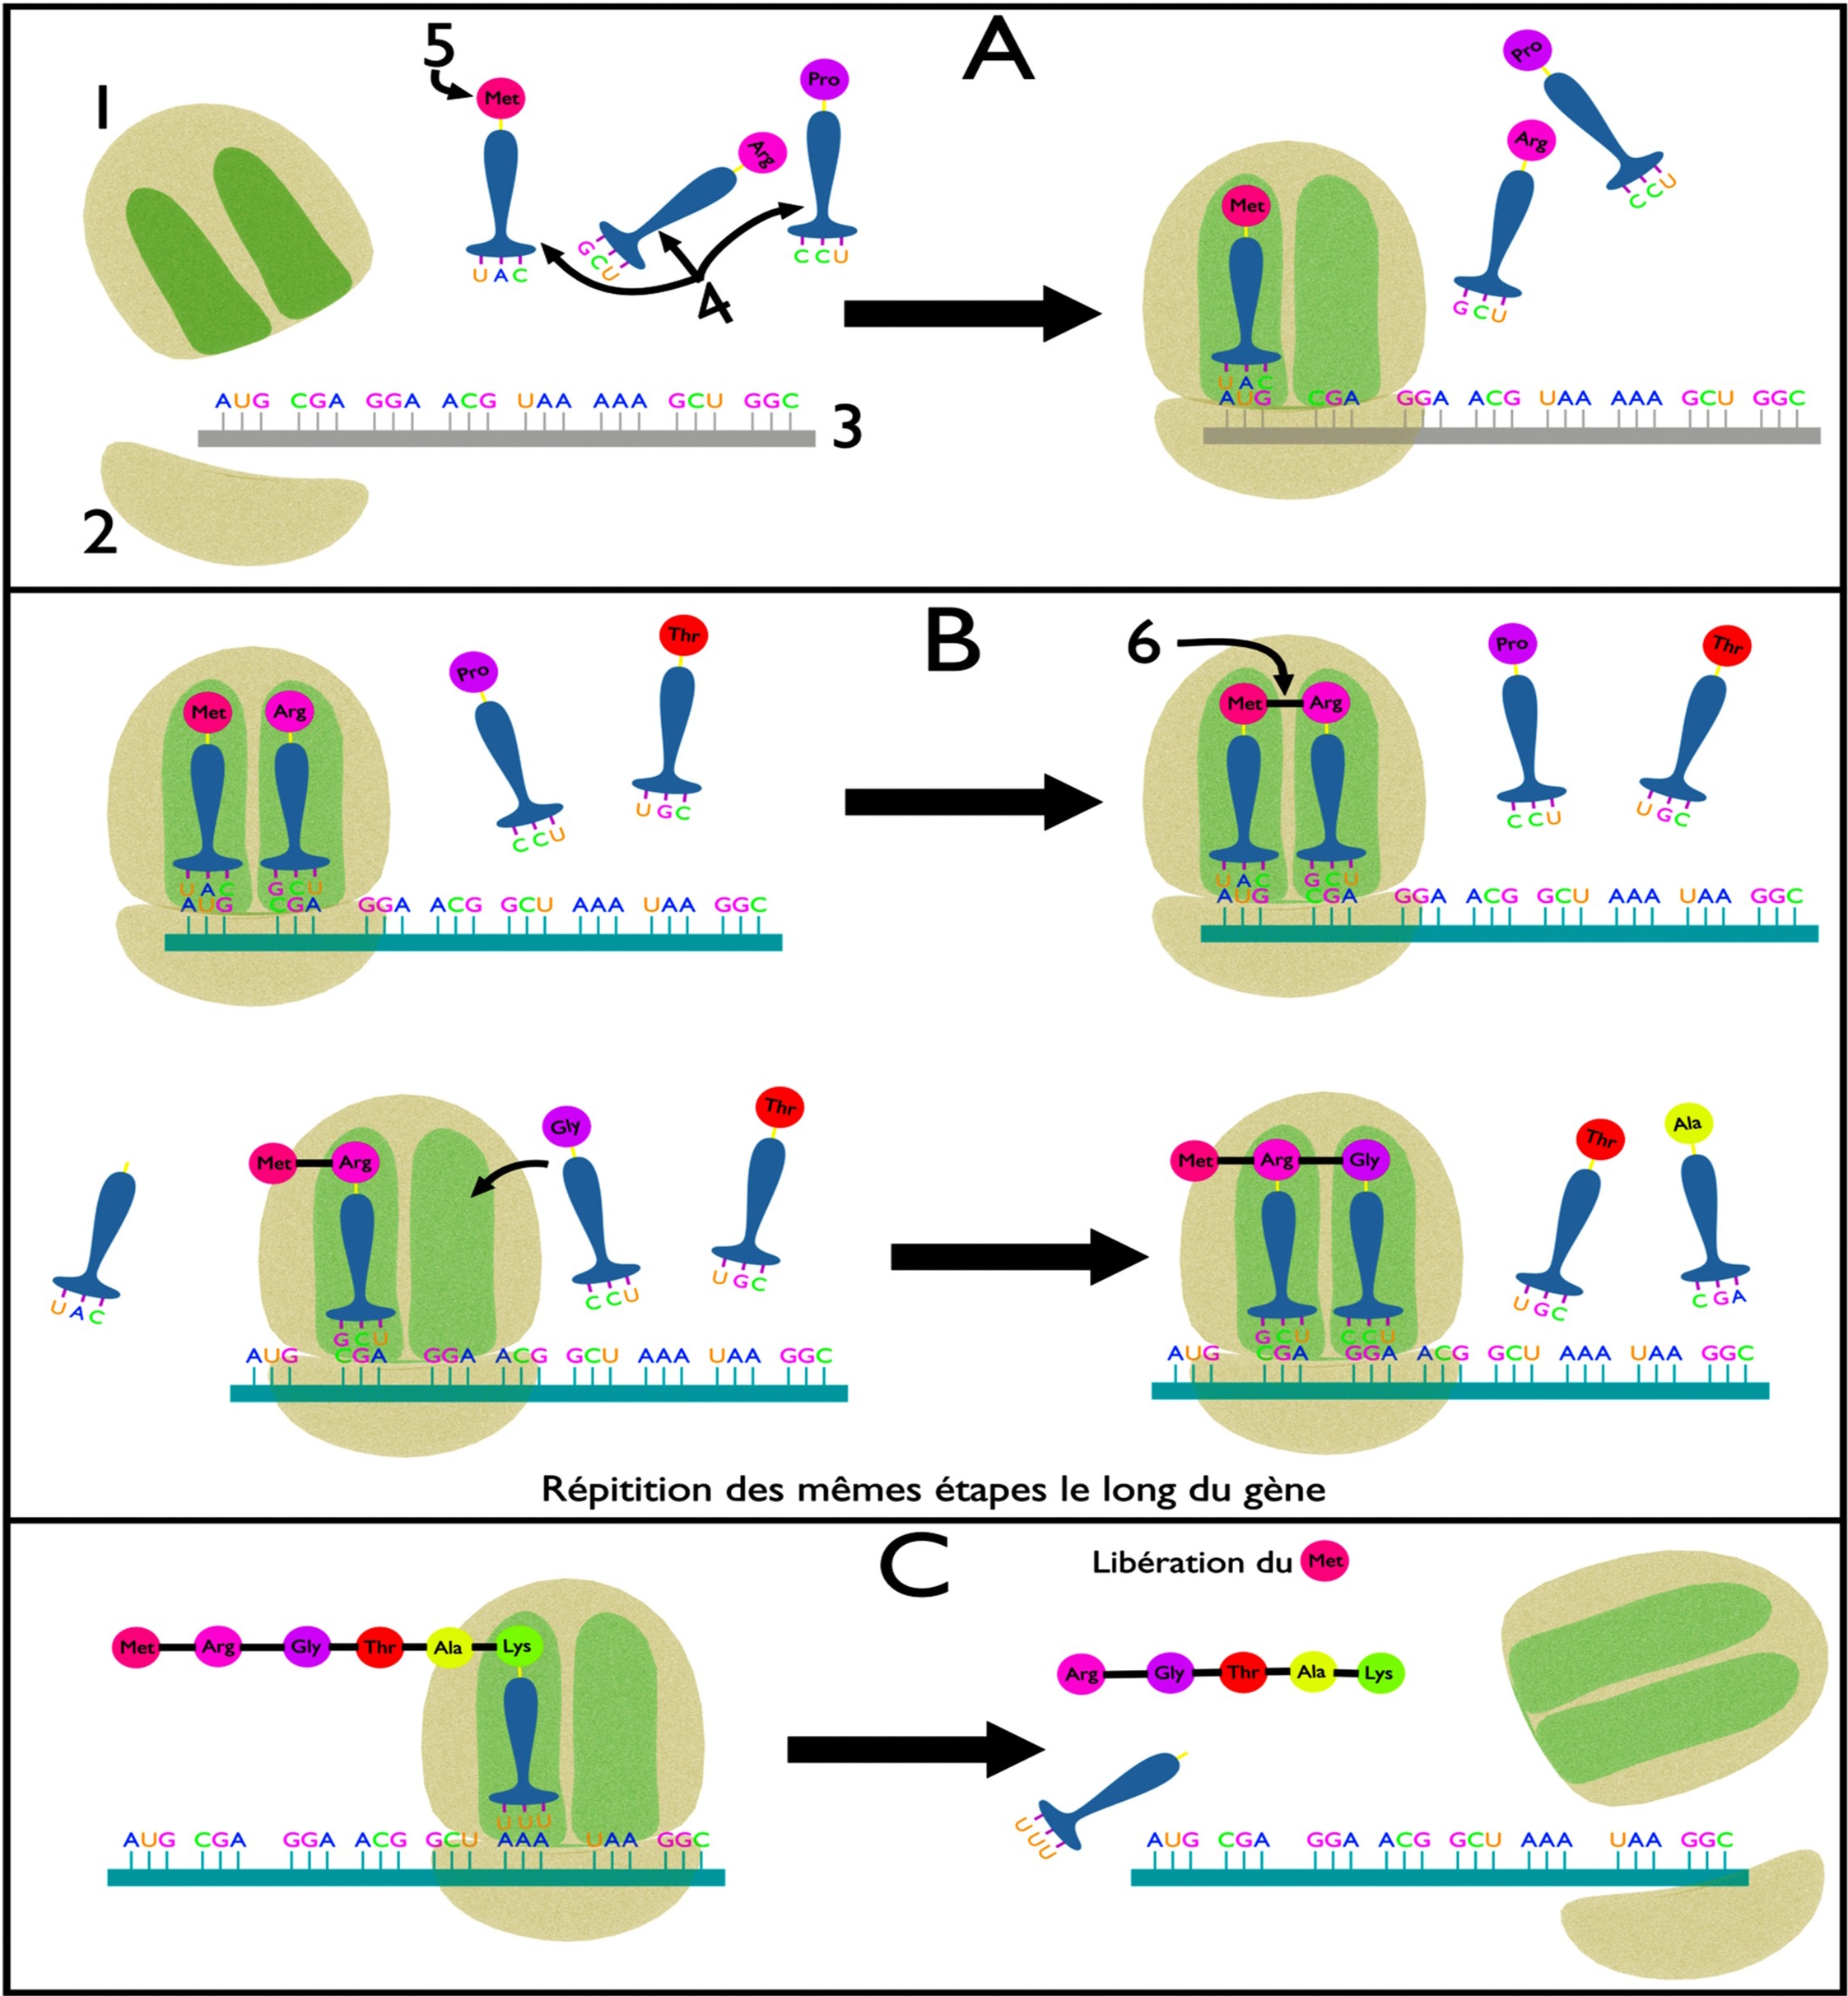 A
1
5
Met
UAC
Arg
GCU
Pro
CCU
4
AUG CGA GGA ACG UAA AAA GCU GGC
3
2
Met
UAC
AUG CGA GGA ACG UAA AAA GCU GGC
Pro
CCU
Arg
GCU
B
Met Arg
UAC GCU
AUG CGA GGA ACG GCU AAA UAA GGC
Pro
CCU
Thr
UGC
6
Met Arg
UAC GCU
AUG CGA GGA ACG GCU AAA UAA GGC
Pro
CCU
Thr
UGC
UAC
Met Arg
GCU
AUG CGA GGA ACG GCU AAA UAA GGC
Gly
CCU
Thr
UGC
Met Arg Gly
GCU CCU
AUG CGA GGA ACG GCU AAA UAA GGC
Thr
UGC
Ala
CGA
Répitition des mêmes étapes le long du gène
C
Met Arg Gly Thr Ala Lys
UUU
AUG CGA GGA ACG GCU AAA UAA GGC
Libération du Met
Arg Gly Thr Ala Lys
UUU
AUG CGA GGA ACG GCU AAA UAA GGC